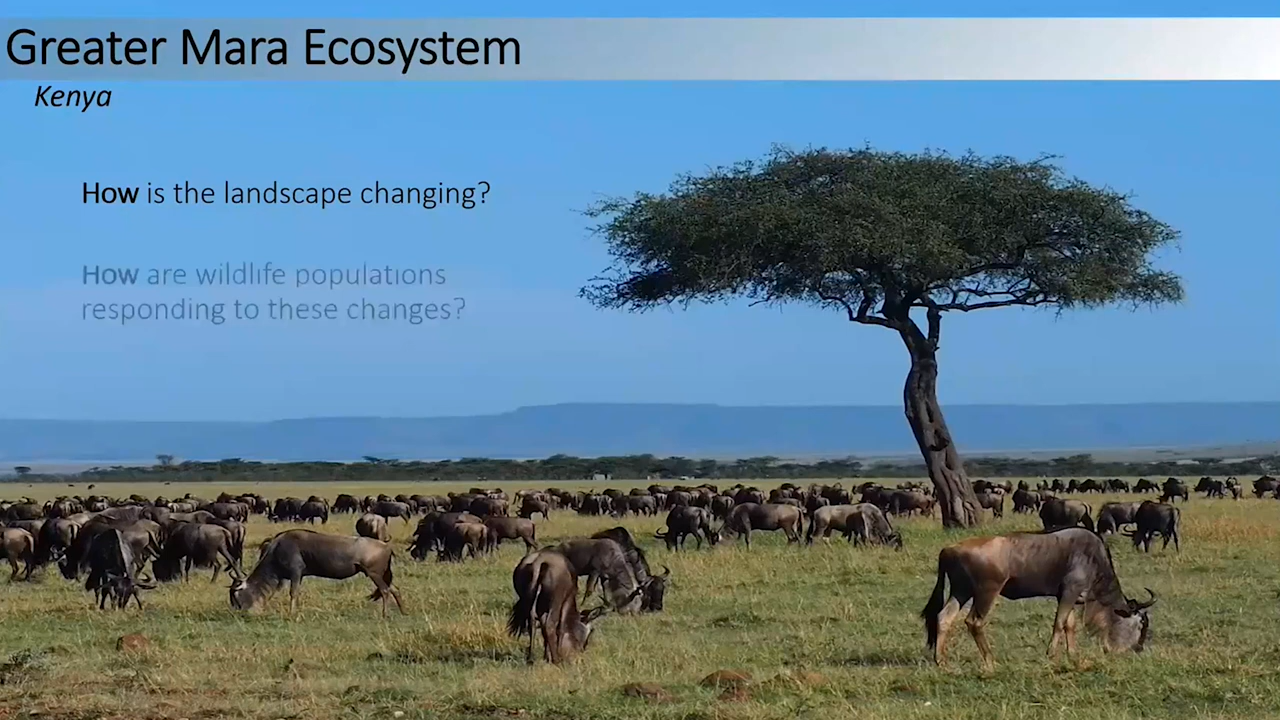 Greater Mara Ecosystem
Kenya
How is the landscape changing?
How are wildlife populations
responding to these changes?